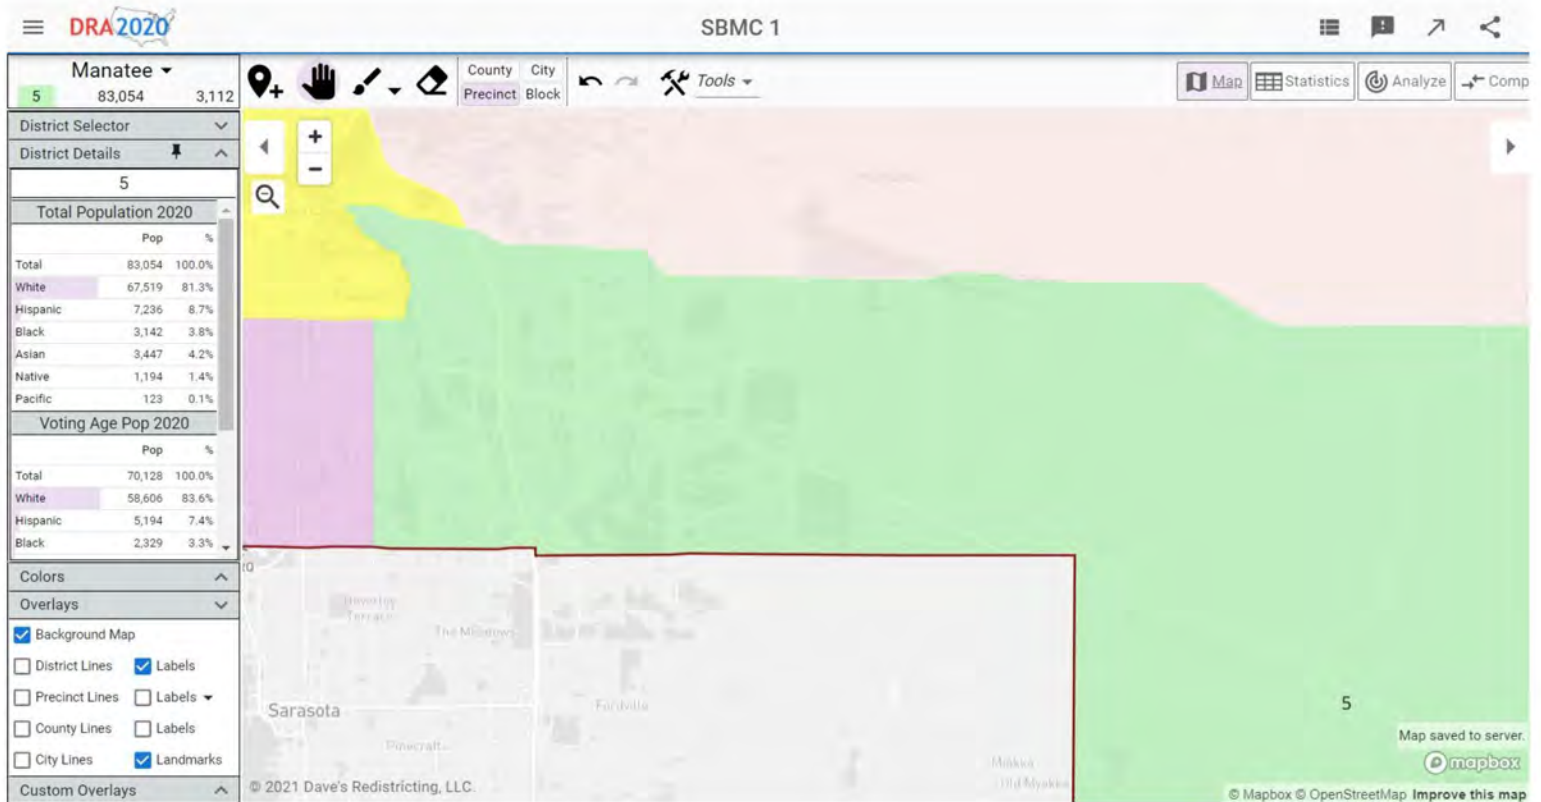 DRA2020
SBMC 1
Manatee
5 83,054 3,112
County City
Precinct Block
Tools
Map
Statistics
Analyze
Comp
District Selector
District Details
5
Total Population 2020
Pop %
Total 83,054 100.0%
White 67,519 81.3%
Hispanic 7,236 8.7%
Black 3,142 3.8%
Asian 3,447 4.2%
Native 1,194 1.4%
Pacific 123 0.1%
Voting Age Pop 2020
Pop %
Total 70,128 100.0%
White 58,606 83.6%
Hispanic 5,194 7.4%
Black 2,329 3.3%
Colors
Overlays
Background Map
District Lines Labels
Precinct Lines Labels
County Lines Labels
City Lines Landmarks
Custom Overlays
The Meadows
Sarasota
Fruitville
Pinecraft
Old Myakka
5
Map saved to server.
mapbox
© 2021 Dave's Redistricting, LLC.
© Mapbox © OpenStreetMap Improve this map